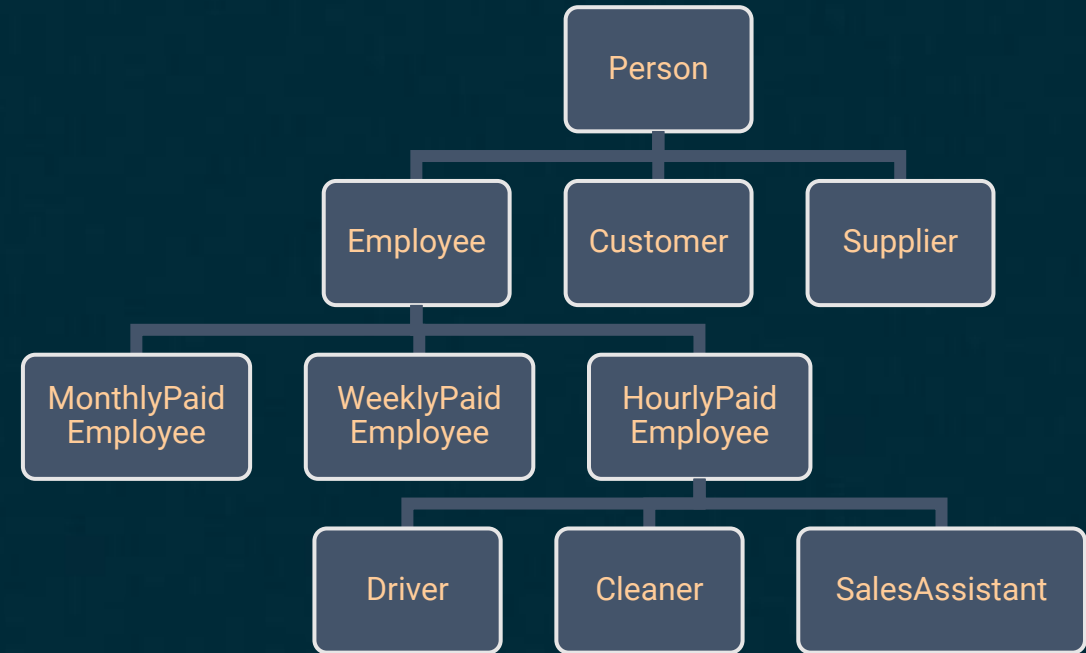 Person
Employee
Customer
Supplier
MonthlyPaid
Employee
WeeklyPaid
Employee
HourlyPaid
Employee
Driver
Cleaner
SalesAssistant